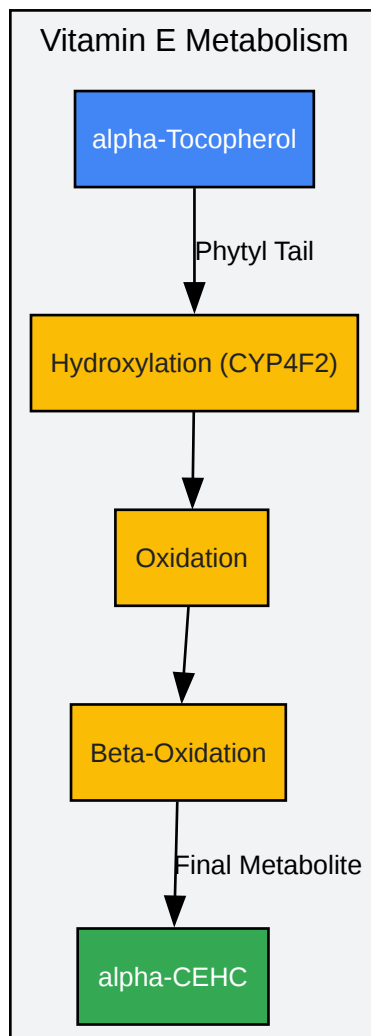 Vitamin E Metabolism
alpha-Tocopherol
Phytyl Tail
Hydroxylation (CYP4F2)
Oxidation
Beta-Oxidation
Final Metabolite
alpha-CEHC